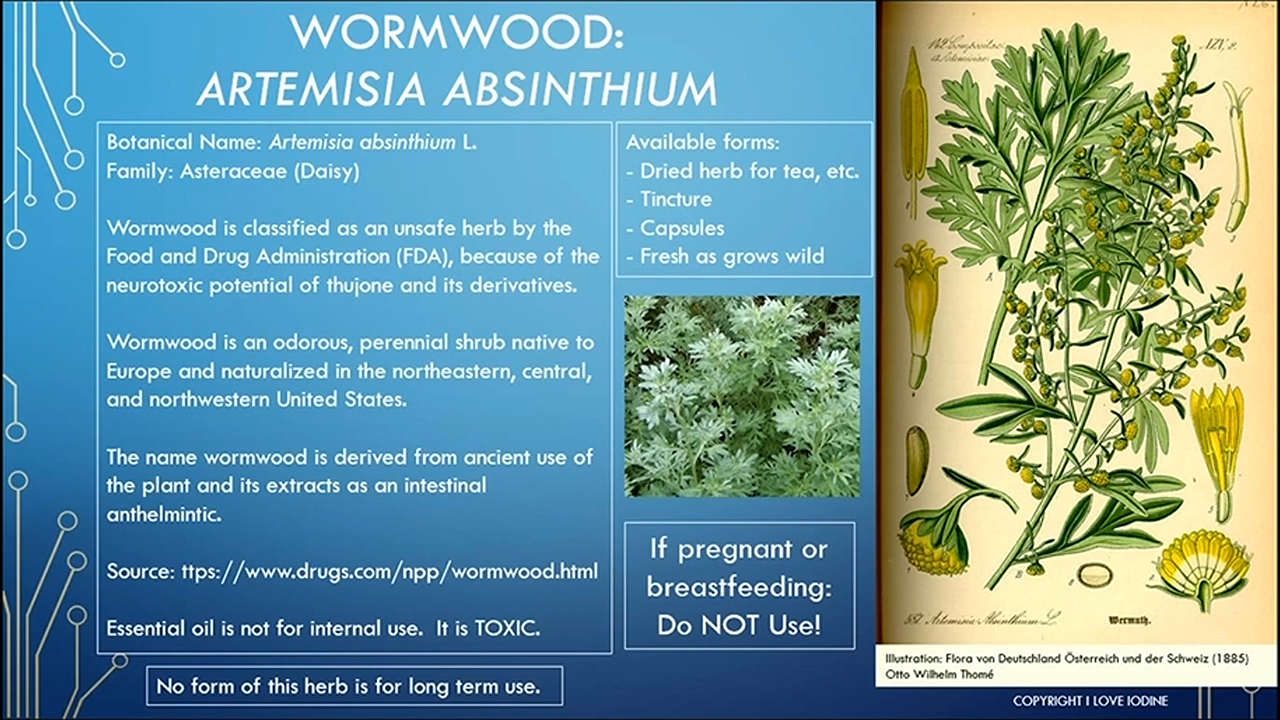 WORMWOOD:
ARTEMISIA ABSINTHIUM
Botanical Name: Artemisia absinthium L.
Family: Asteraceae (Daisy)
Wormwood is classified as an unsafe herb by the
Food and Drug Administration (FDA), because of the
neurotoxic potential of thujone and its derivatives.
Wormwood is an odorous, perennial shrub native to
Europe and naturalized in the northeastern, central,
and northwestern United States.
The name wormwood is derived from ancient use of
the plant and its extracts as an intestinal
anthelmintic.
Source: ttps://www.drugs.com/npp/wormwood.html
Essential oil is not for internal use. It is TOXIC.
No form of this herb is for long term use.
Available forms:
- Dried herb for tea, etc.
- Tincture
- Capsules
- Fresh as grows wild
If pregnant or
breastfeeding:
Do NOT Use!
Artemisia Absinthium L.
Wermuth.
Illustration: Flora von Deutschland Österreich und der Schweiz (1885)
Otto Wilhelm Thomé
COPYRIGHT I LOVE IODINE